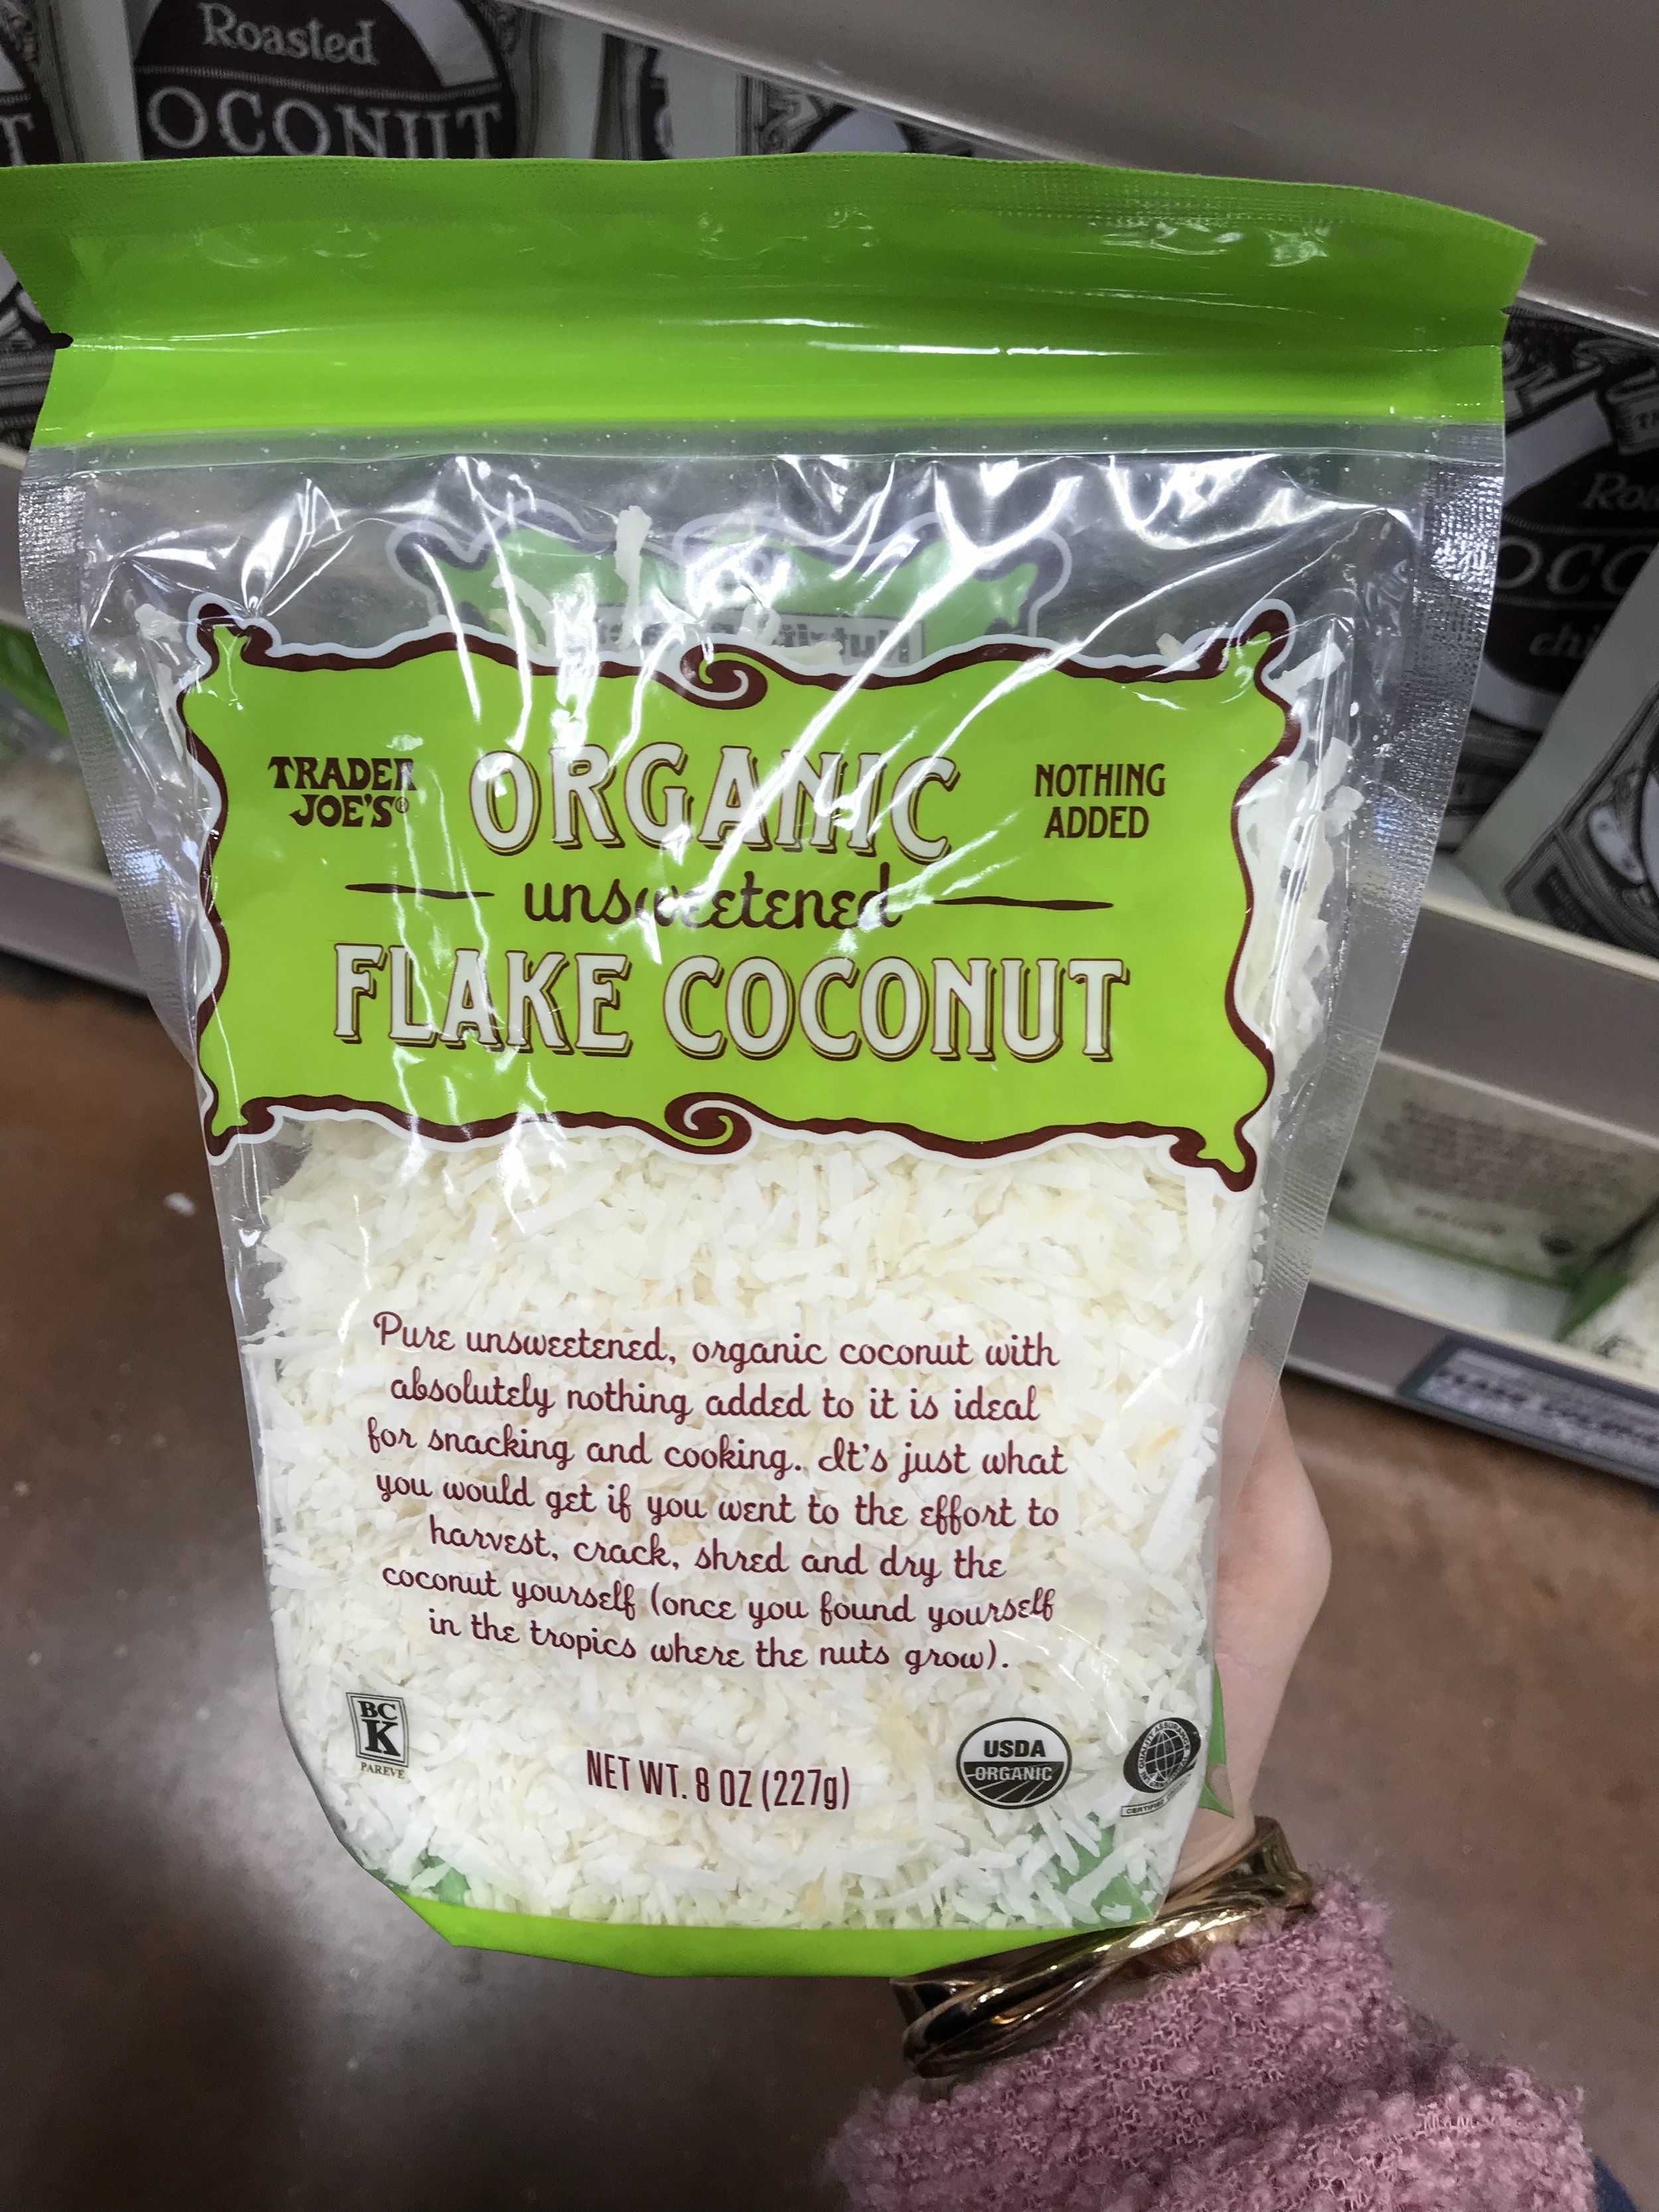 Roasted
OCONUT
TRADER
JOE'S®
ORGANIC
NOTHING
ADDED
unsweetened
FLAKE COCONUT
Pure unsweetened, organic coconut with
absolutely nothing added to it is ideal
for snacking and cooking. It's just what
you would get if you went to the effort to
harvest, crack, shred and dry the
coconut yourself (once you found yourself
in the tropics where the nuts grow).
BC
K
PAREVE
NET WT. 8 OZ (227g)
USDA
ORGANIC